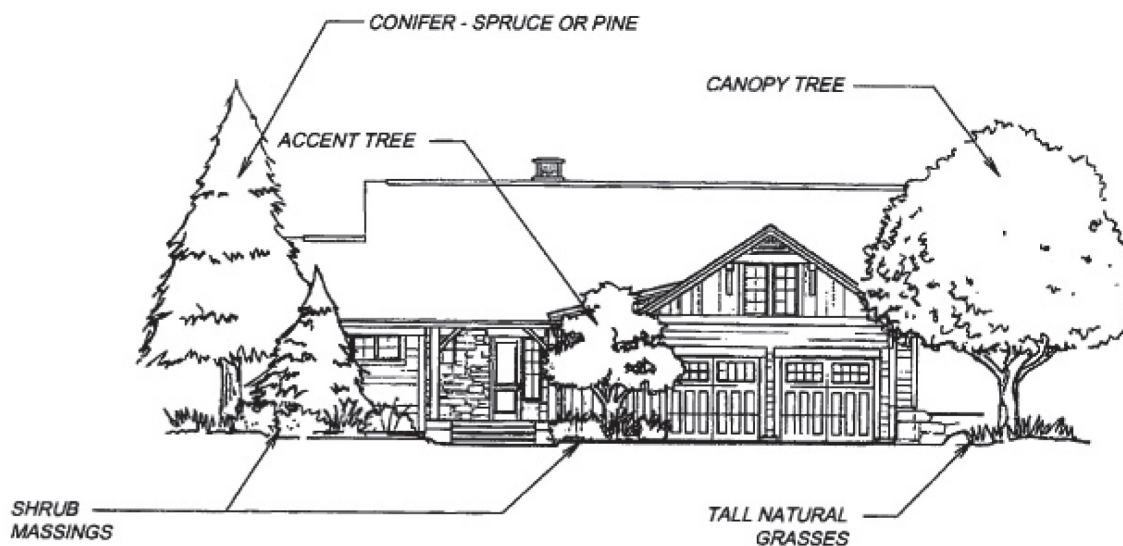 CONIFER - SPRUCE OR PINE
CANOPY TREE
ACCENT TREE
SHRUB
MASSINGS
TALL NATURAL
GRASSES